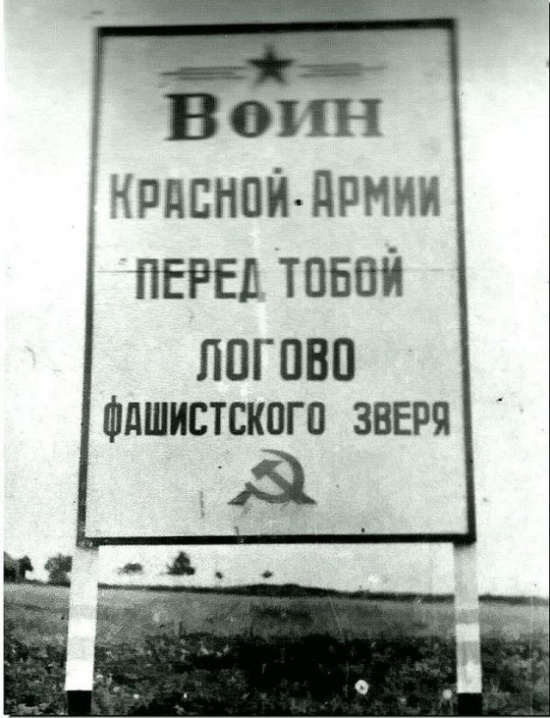 Воин
Красной Армии
перед тобой
логово
фашистского зверя